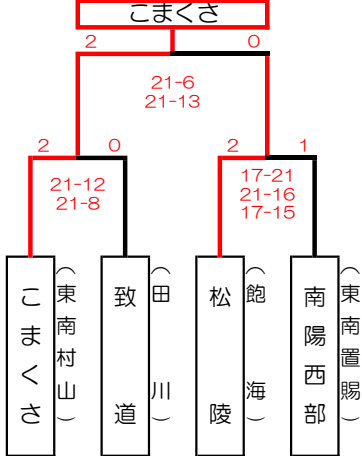 こまくさ
2 0
21-6
21-13
2 0
21-12
21-8
2 1
17-21
21-16
17-15
こまくさ
(東南村山)
致道
(田川)
松陵
(飽海)
南陽西部
(東南置賜)